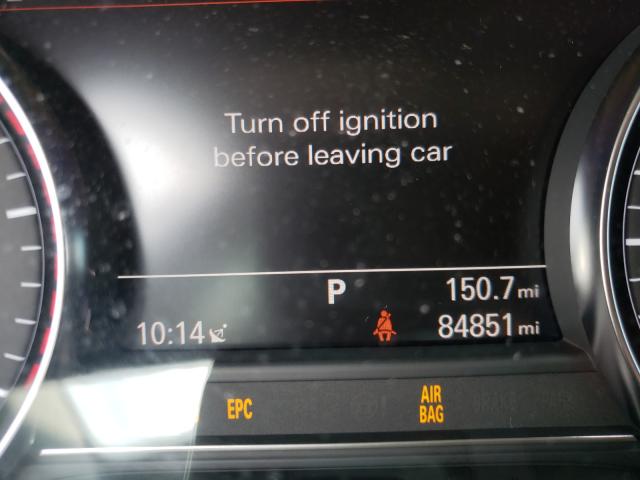 Turn off ignition
before leaving car
P 150.7 mi
10:14 84851 mi
EPC AIR
BAG